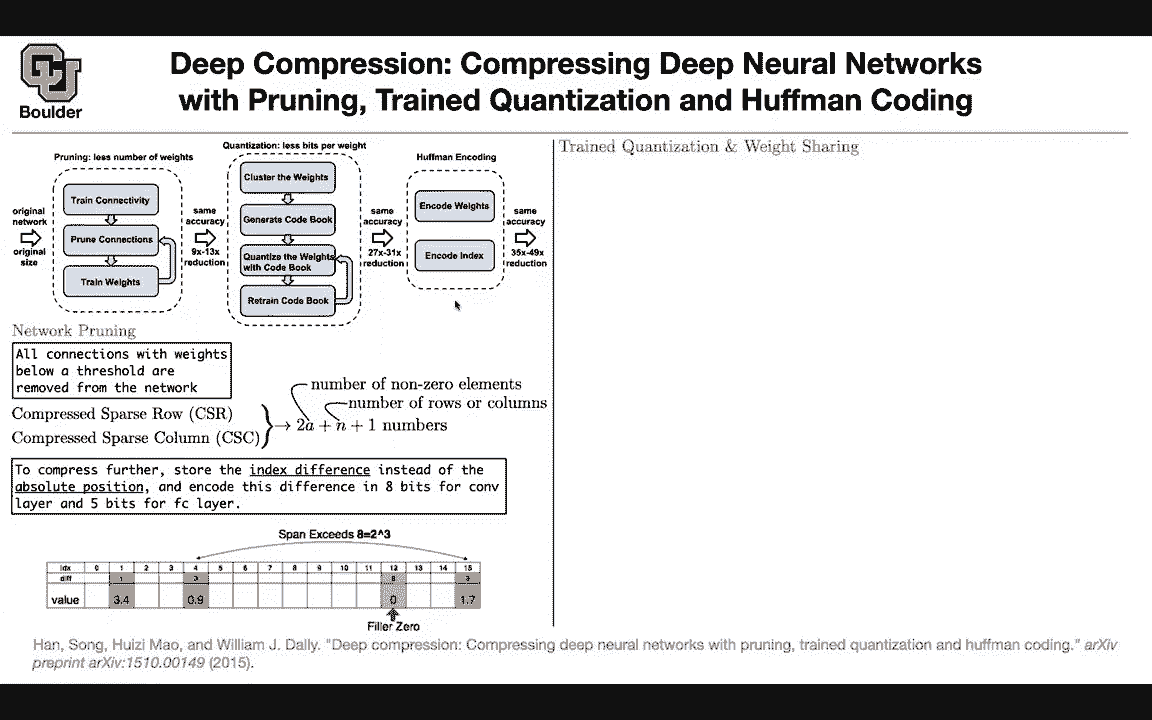 Boulder
Deep Compression: Compressing Deep Neural Networks
with Pruning, Trained Quantization and Huffman Coding
Pruning: less number of weights
Train Connectivity
Prune Connections
Train Weights
original
network
original
size
same
accuracy
9x-13x
reduction
Quantization: less bits per weight
Cluster the Weights
Generate Code Book
Quantize the Weights
with Code Book
Retrain Code Book
same
accuracy
27x-31x
reduction
Huffman Encoding
Encode Weights
Encode Index
same
accuracy
35x-49x
reduction
Network Pruning
All connections with weights
below a threshold are
removed from the network
Compressed Sparse Row (CSR)
Compressed Sparse Column (CSC)
number of non-zero elements
number of rows or columns
→ 2a + n + 1 numbers
To compress further, store the index difference instead of the
absolute position, and encode this difference in 8 bits for conv
layer and 5 bits for fc layer.
Span Exceeds 8=2^3
idx 0 1 2 3 4 5 6 7 8 9 10 11 12 13 14 15
diff 1 3 8 3
value 3.4 0.9 0 1.7
Filler Zero
Trained Quantization & Weight Sharing
Han, Song, Huizi Mao, and William J. Dally. "Deep compression: Compressing deep neural networks with pruning, trained quantization and huffman coding." arXiv
preprint arXiv:1510.00149 (2015).